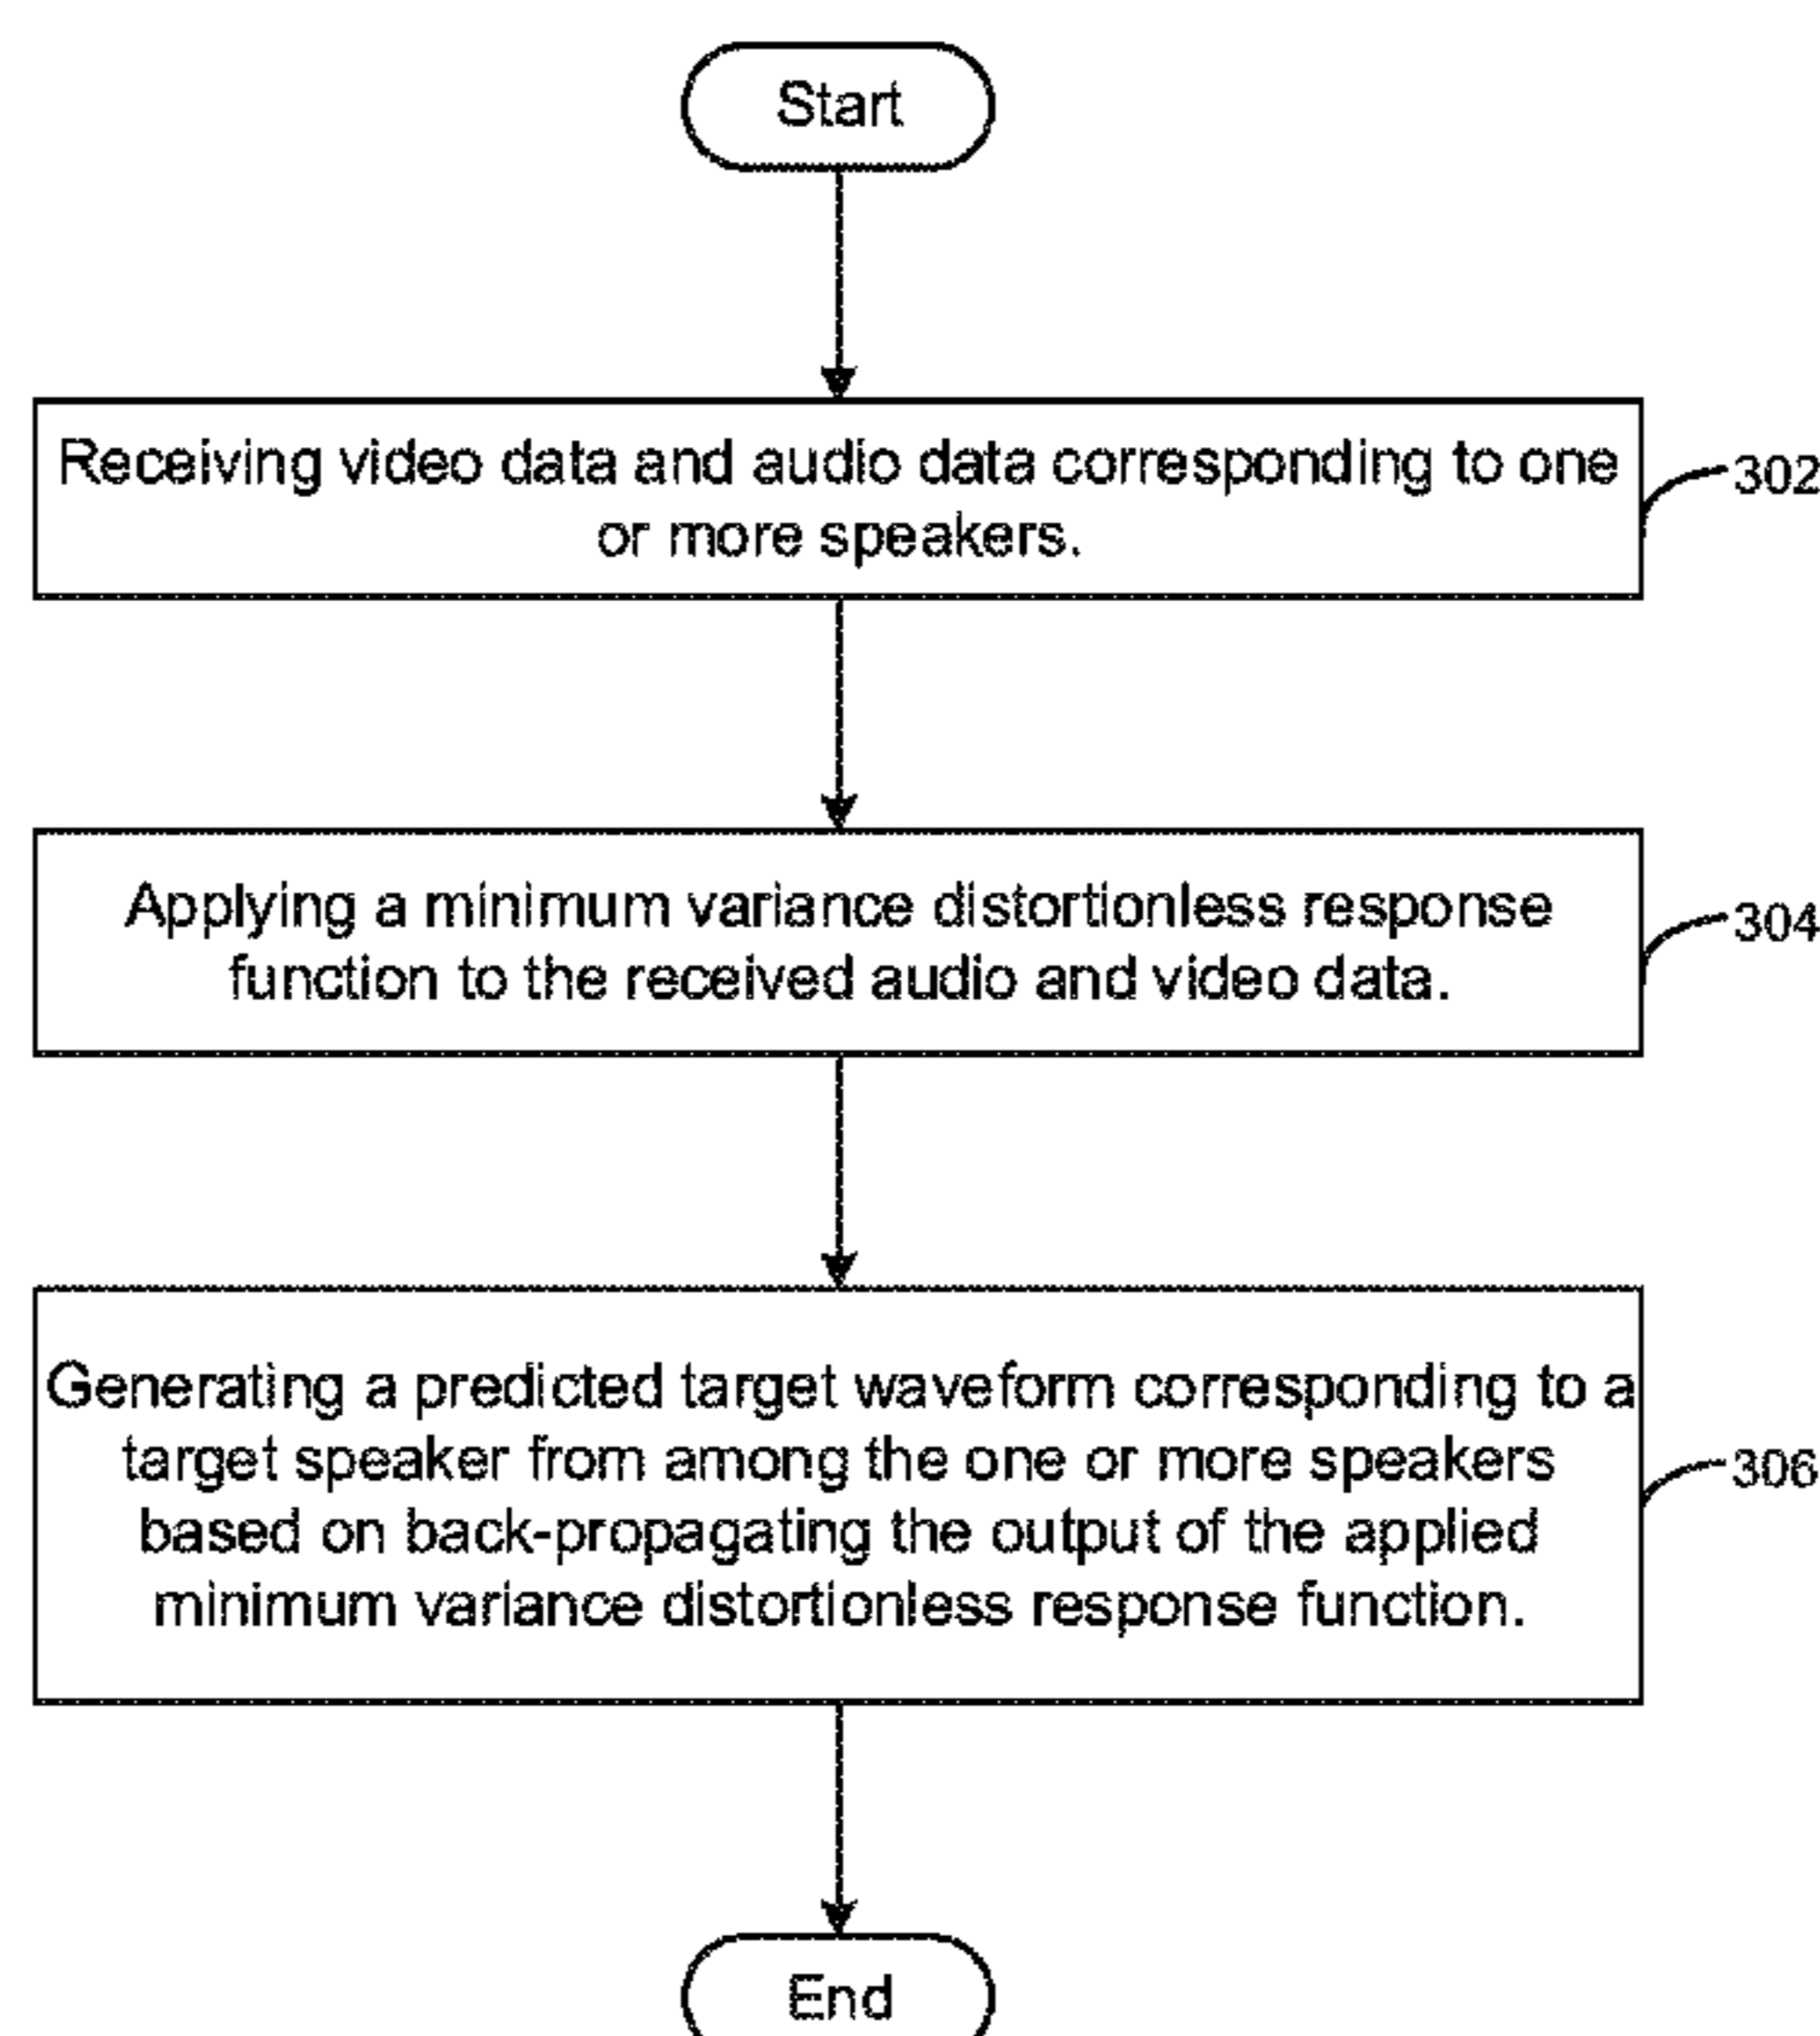 Start
Receiving video data and audio data corresponding to one
or more speakers.
302
Applying a minimum variance distortionless response
function to the received audio and video data.
304
Generating a predicted target waveform corresponding to a
target speaker from among the one or more speakers
based on back-propagating the output of the applied
minimum variance distortionless response function.
306
End